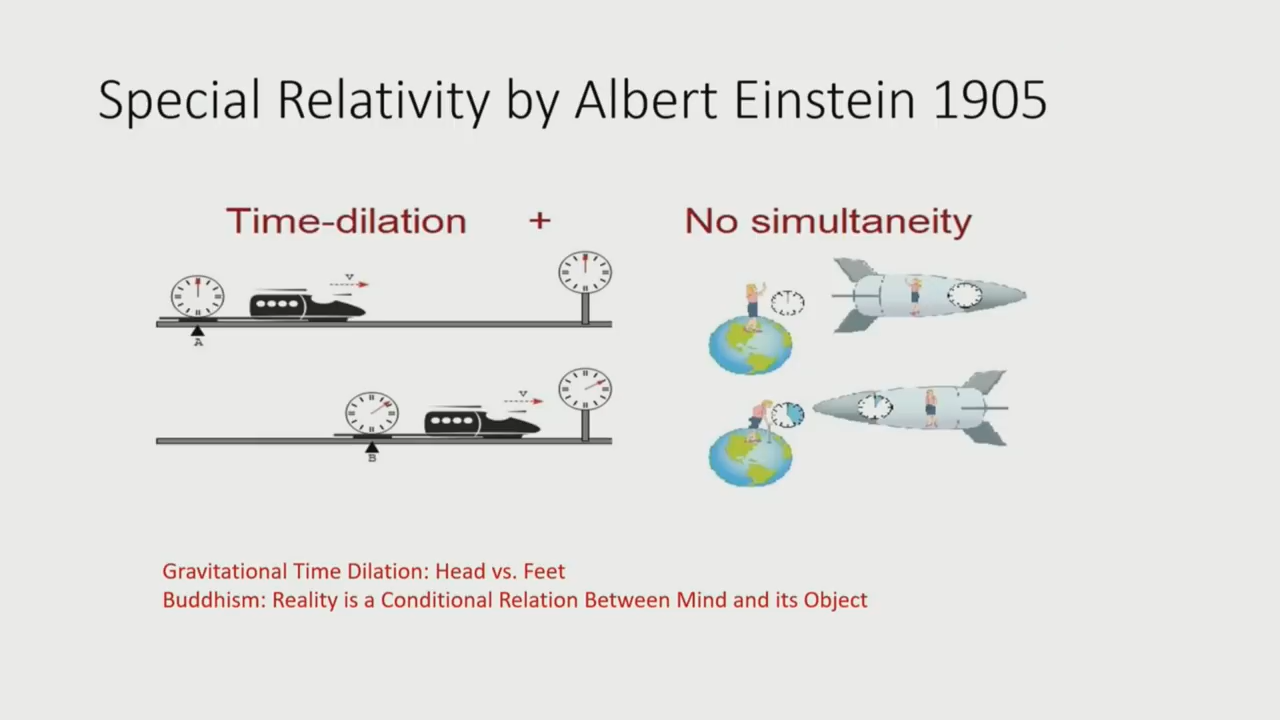 Special Relativity by Albert Einstein 1905
Time-dilation + No simultaneity
v
A
v
B
Gravitational Time Dilation: Head vs. Feet
Buddhism: Reality is a Conditional Relation Between Mind and its Object